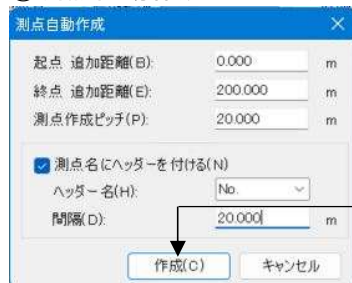 測点自動作成
起点 追加距離(B): 0.000 m
終点 追加距離(E): 200.000 m
測点作成ピッチ(P): 20.000 m
測点名にヘッダーを付ける(N)
ヘッダー名(H): No.
間隔(D): 20.000 m
作成(C) キャンセル